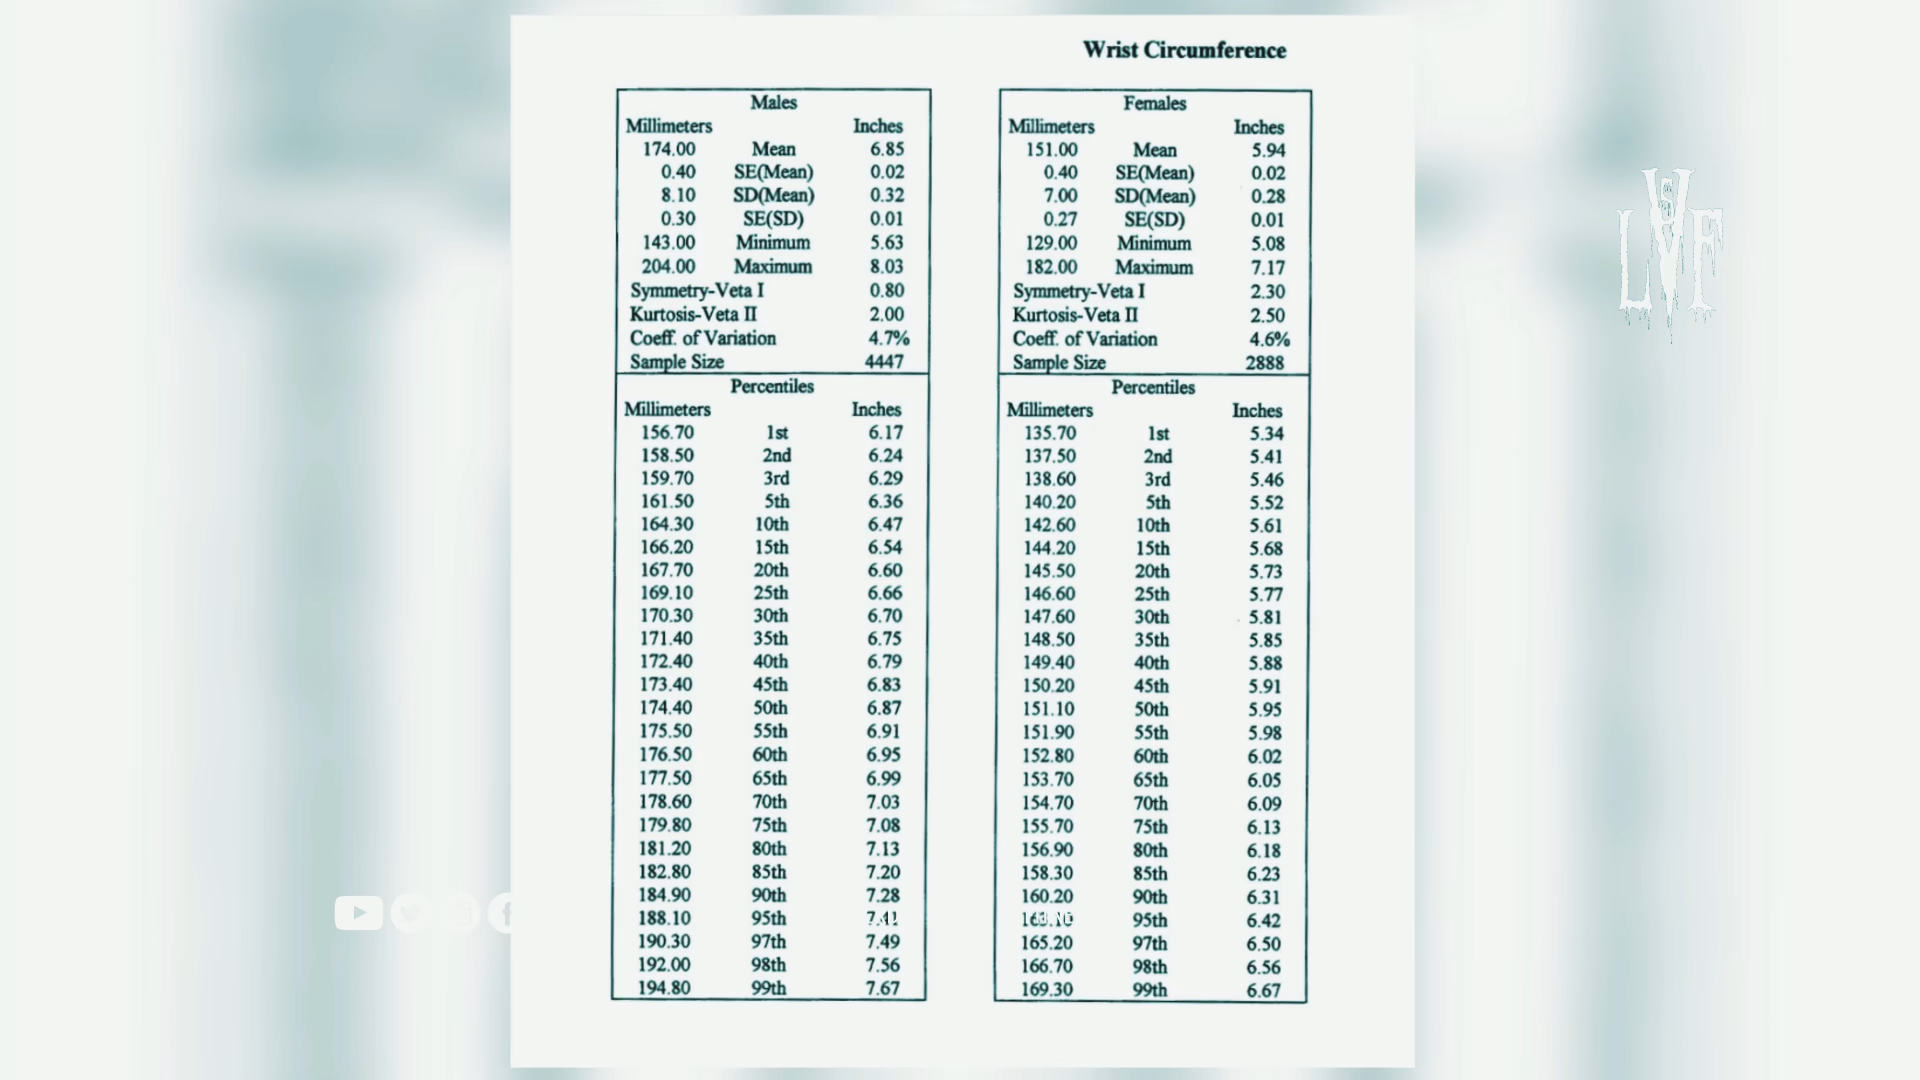 Wrist Circumference
Males
Millimeters Inches
174.00 Mean 6.85
0.40 SE(Mean) 0.02
8.10 SD(Mean) 0.32
0.30 SE(SD) 0.01
143.00 Minimum 5.63
204.00 Maximum 8.03
Symmetry-Veta I 0.80
Kurtosis-Veta II 2.00
Coeff. of Variation 4.7%
Sample Size 4447
Percentiles
Millimeters Inches
156.70 1st 6.17
158.50 2nd 6.24
159.70 3rd 6.29
161.50 5th 6.36
164.30 10th 6.47
166.20 15th 6.54
167.70 20th 6.60
169.10 25th 6.66
170.30 30th 6.70
171.40 35th 6.75
172.40 40th 6.79
173.40 45th 6.83
174.40 50th 6.87
175.50 55th 6.91
176.50 60th 6.95
177.50 65th 6.99
178.60 70th 7.03
179.80 75th 7.08
181.20 80th 7.13
182.80 85th 7.20
184.90 90th 7.28
188.10 95th
190.30 97th 7.49
192.00 98th 7.56
194.80 99th 7.67
Females
Millimeters Inches
151.00 Mean 5.94
0.40 SE(Mean) 0.02
7.00 SD(Mean) 0.28
0.27 SE(SD) 0.01
129.00 Minimum 5.08
182.00 Maximum 7.17
Symmetry-Veta I 2.30
Kurtosis-Veta II 2.50
Coeff. of Variation 4.6%
Sample Size 2888
Percentiles
Millimeters Inches
135.70 1st 5.34
137.50 2nd 5.41
138.60 3rd 5.46
140.20 5th 5.52
142.60 10th 5.61
144.20 15th 5.68
145.50 20th 5.73
146.60 25th 5.77
147.60 30th 5.81
148.50 35th 5.85
149.40 40th 5.88
150.20 45th 5.91
151.10 50th 5.95
151.90 55th 5.98
152.80 60th 6.02
153.70 65th 6.05
154.70 70th 6.09
155.70 75th 6.13
156.90 80th 6.18
158.30 85th 6.23
160.20 90th 6.31
95th 6.42
165.20 97th 6.50
166.70 98th 6.56
169.30 99th 6.67